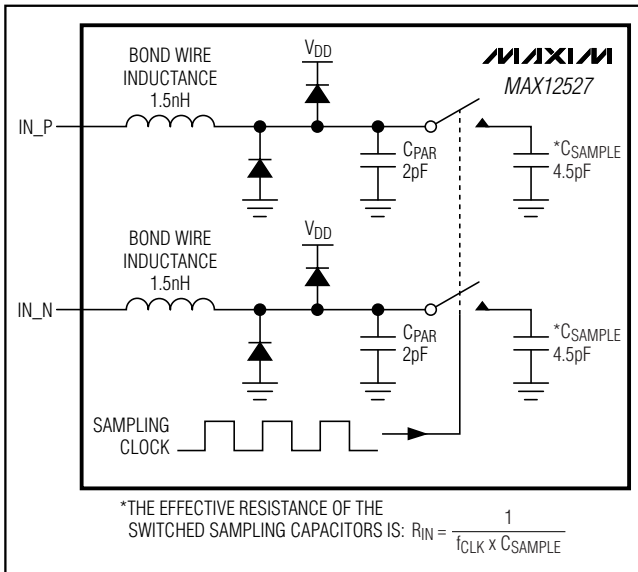 BOND WIRE
INDUCTANCE
1.5nH
VDD
MAXIM
MAX12527
IN_P
CPAR
2pF
*CSAMPLE
4.5pF
BOND WIRE
INDUCTANCE
1.5nH
VDD
IN_N
CPAR
2pF
*CSAMPLE
4.5pF
SAMPLING
CLOCK
*THE EFFECTIVE RESISTANCE OF THE
SWITCHED SAMPLING CAPACITORS IS: RIN = 1
fCLK x CSAMPLE